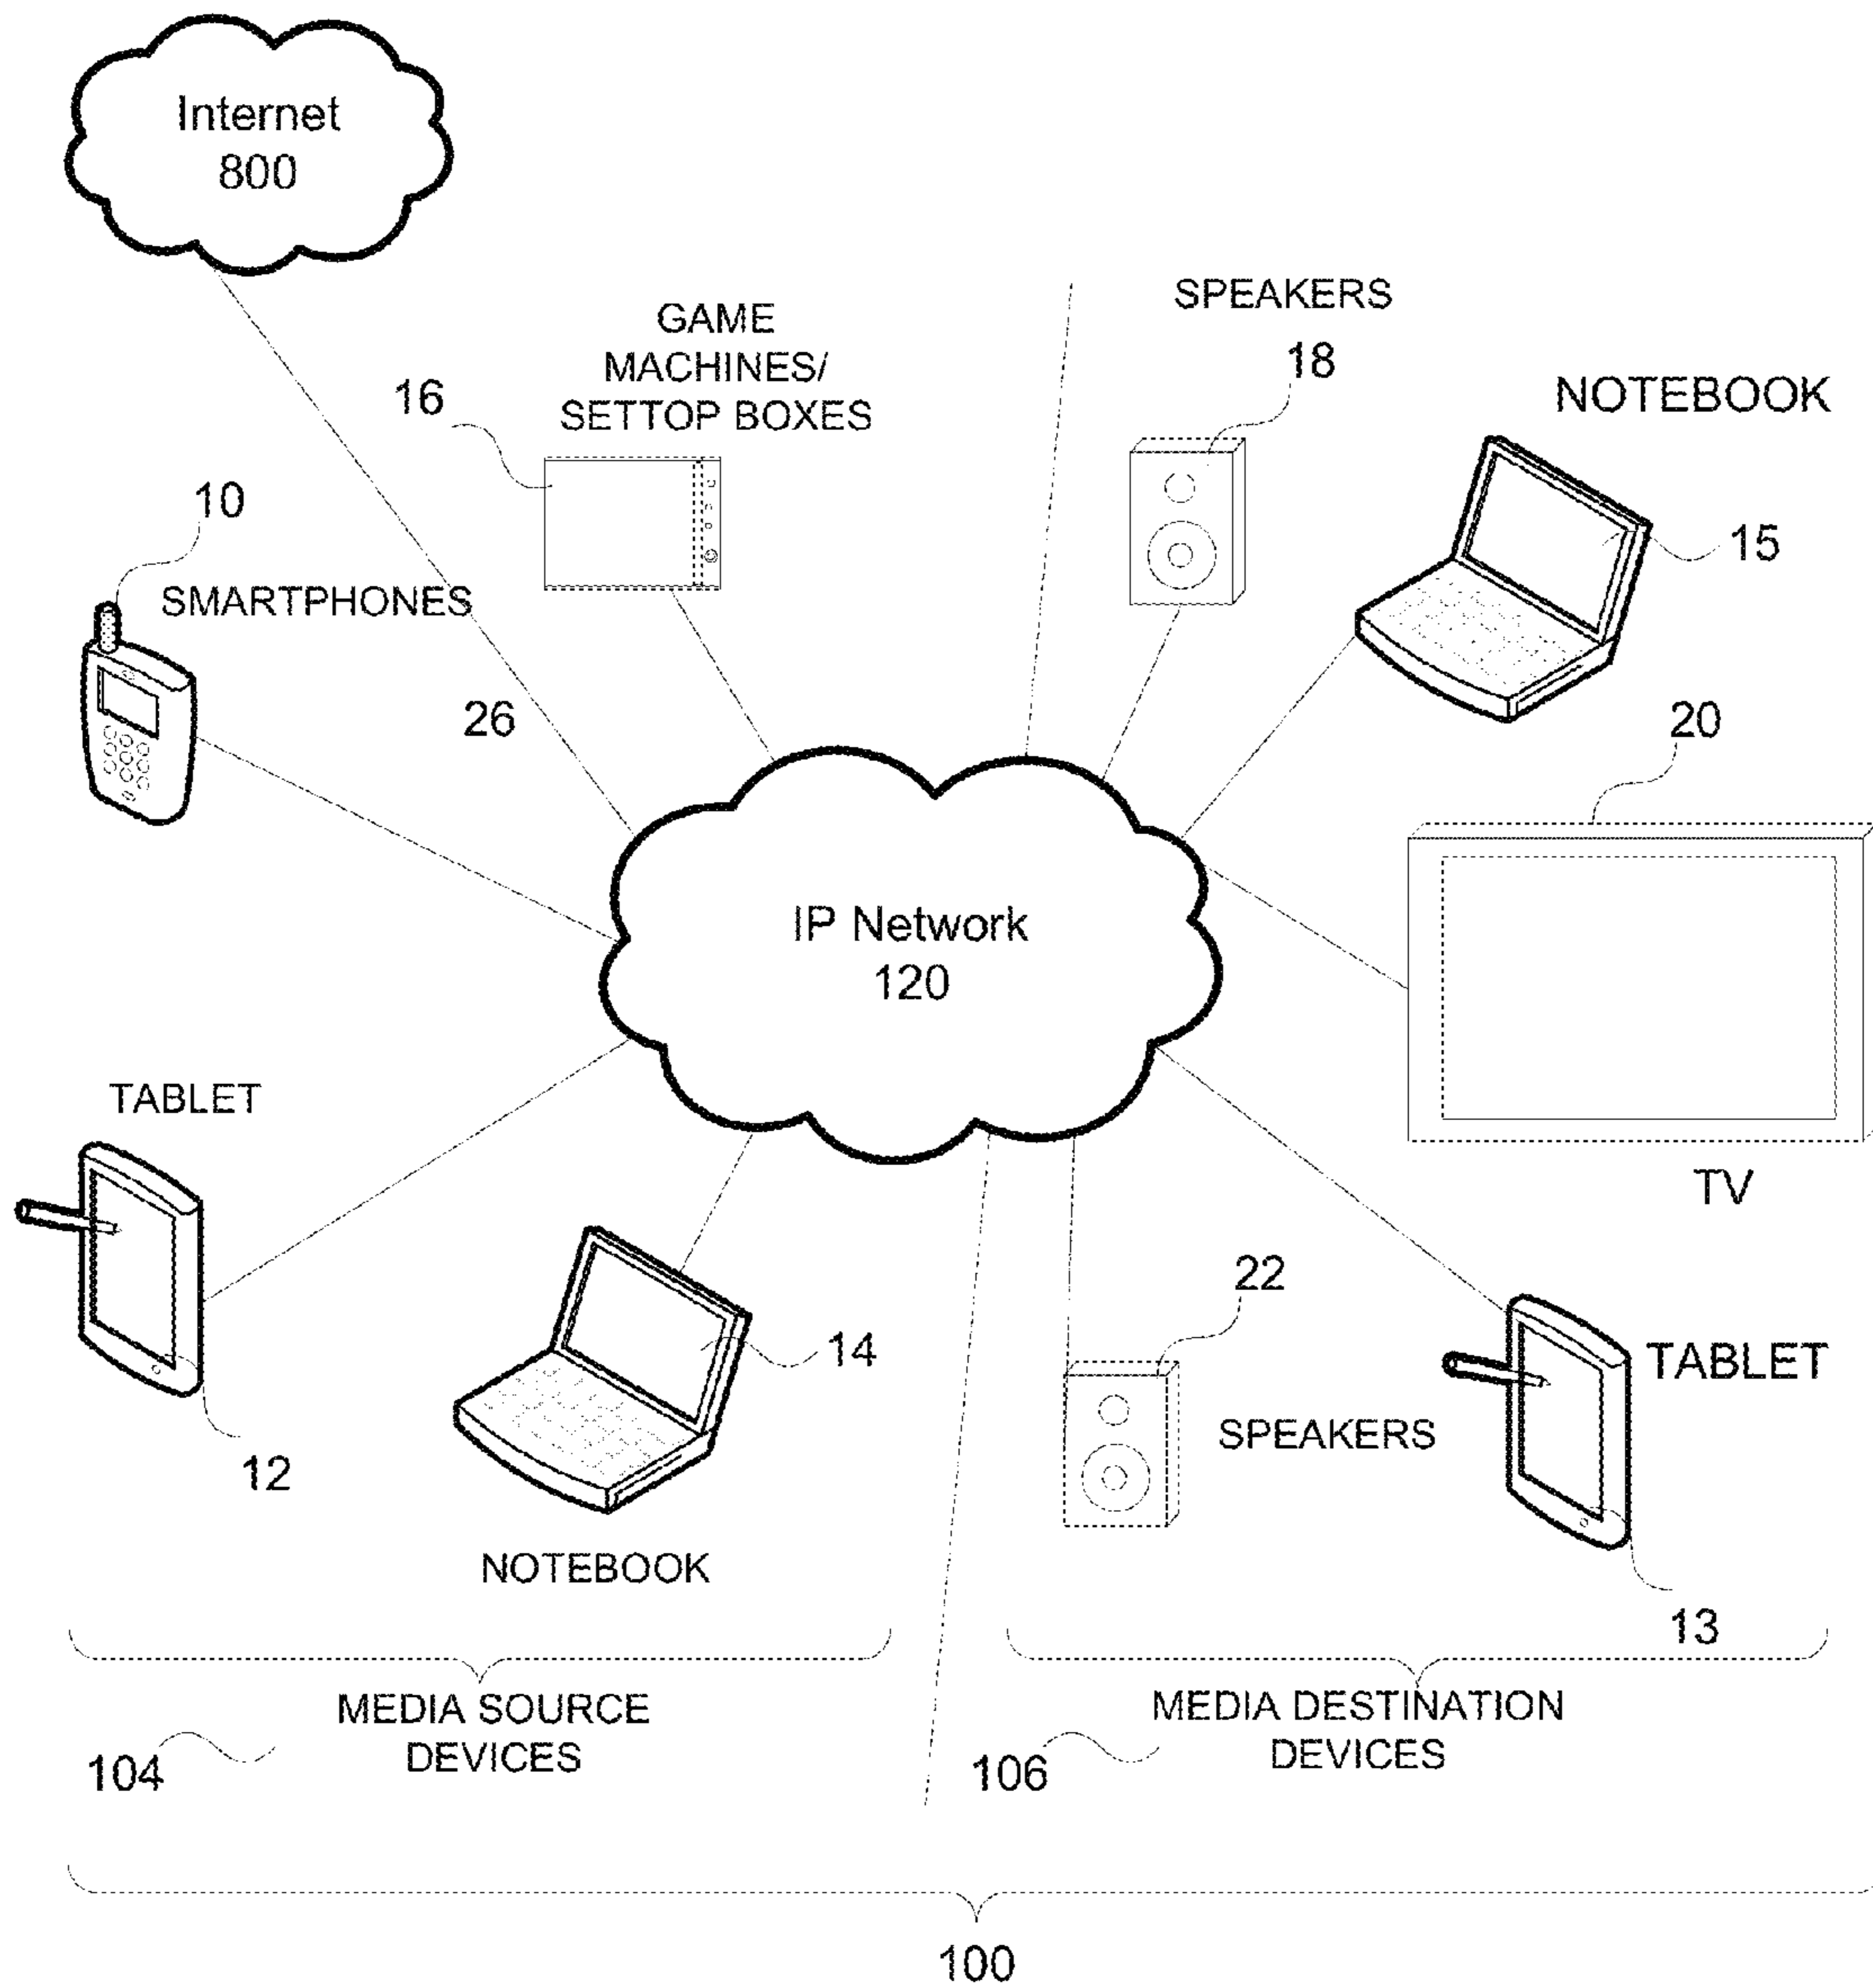 Internet
800
GAME
MACHINES/
SETTOP BOXES
16
SPEAKERS
18
NOTEBOOK
15
10
SMARTPHONES
26
20
IP Network
120
TV
TABLET
12
14
NOTEBOOK
22
SPEAKERS
TABLET
13
MEDIA SOURCE
DEVICES
104
MEDIA DESTINATION
DEVICES
106
100